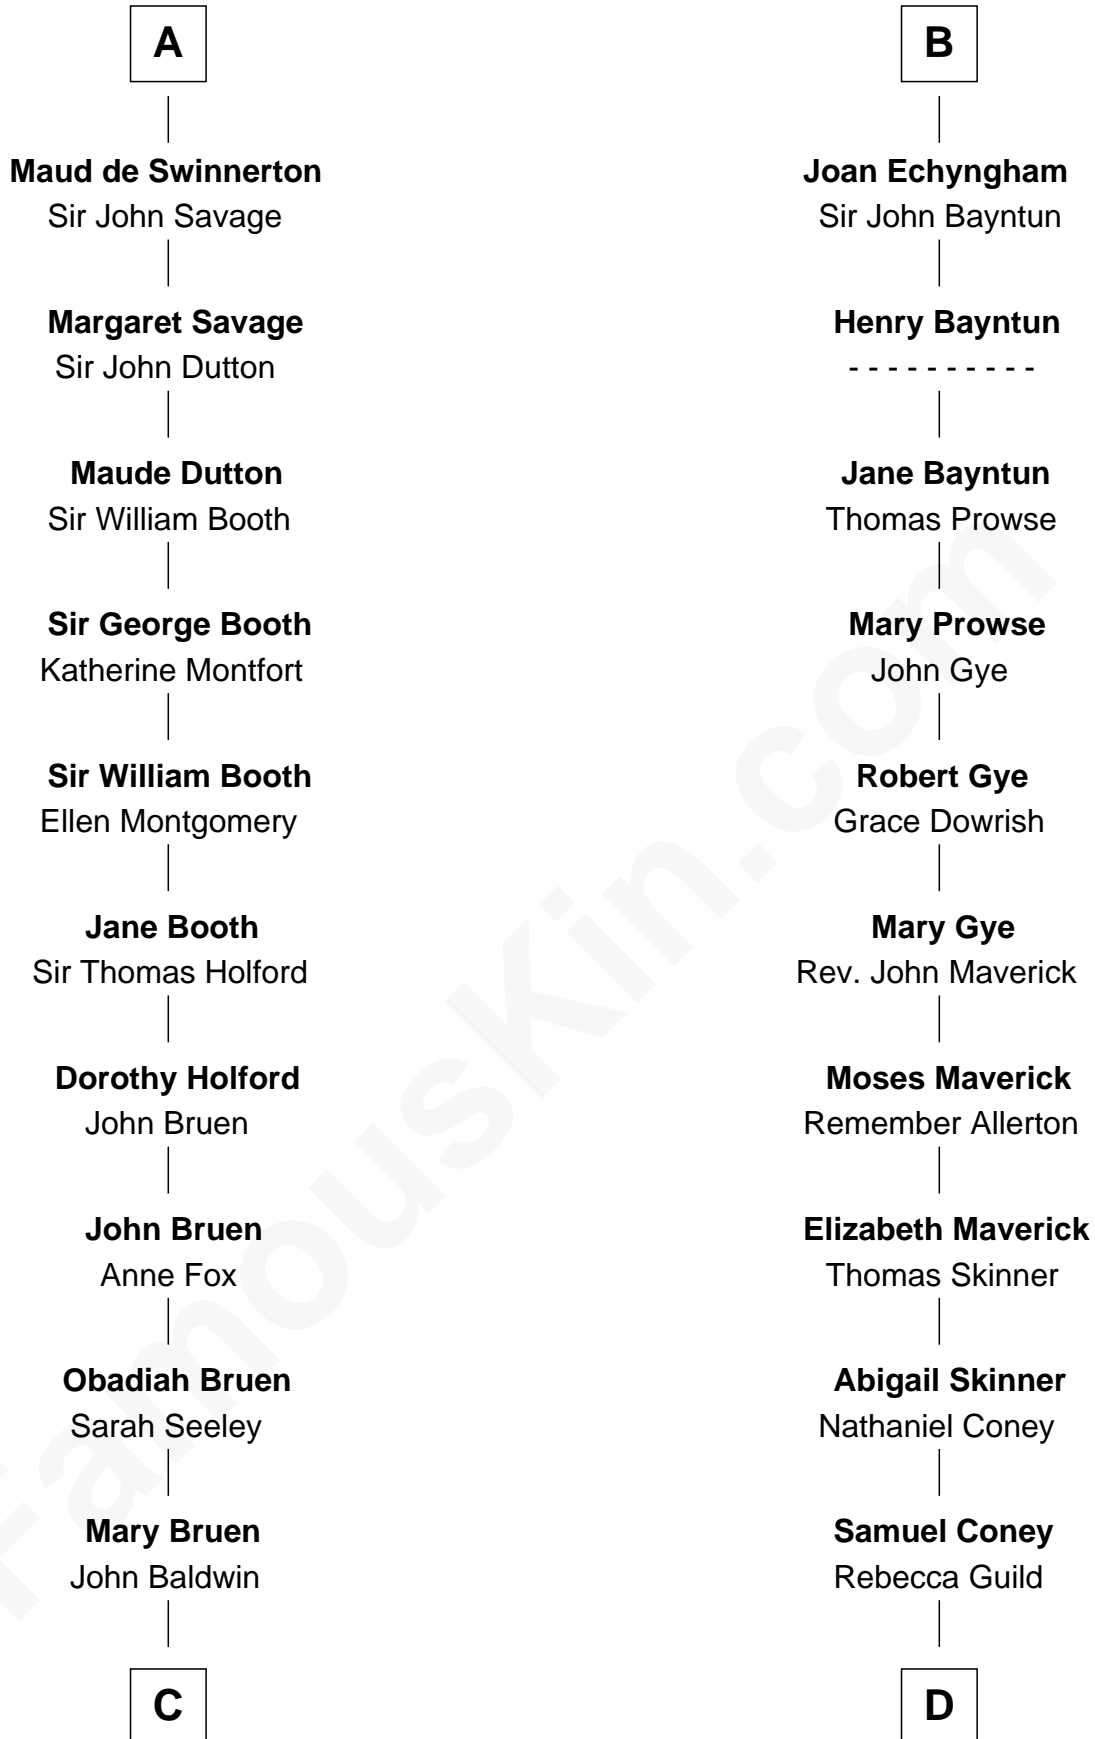 A
Maud de Swinnerton
Sir John Savage
Margaret Savage
Sir John Dutton
Maude Dutton
Sir William Booth
Sir George Booth
Katherine Montfort
Sir William Booth
Ellen Montgomery
Jane Booth
Sir Thomas Holford
Dorothy Holford
John Bruen
John Bruen
Anne Fox
Obadiah Bruen
Sarah Seeley
Mary Bruen
John Baldwin
C
B
Joan Echyngham
Sir John Bayntun
Henry Bayntun
- - - - - - - - - -
Jane Bayntun
Thomas Prowse
Mary Prowse
John Gye
Robert Gye
Grace Dowrish
Mary Gye
Rev. John Maverick
Moses Maverick
Remember Allerton
Elizabeth Maverick
Thomas Skinner
Abigail Skinner
Nathaniel Coney
Samuel Coney
Rebecca Guild
D
FamousKin.com